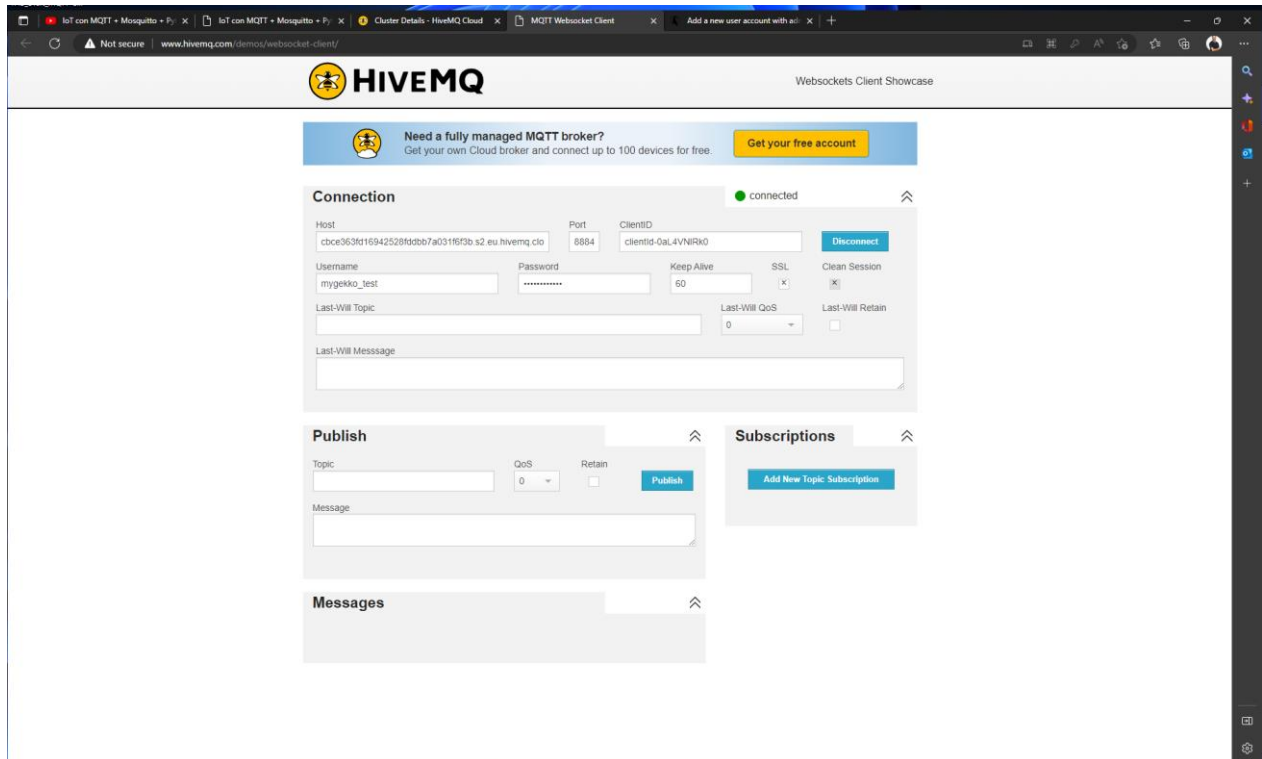 IoT con MQTT + Mosquitto + Py
IoT con MQTT + Mosquitto + Py
Cluster Details - HiveMQ Cloud
MQTT Websocket Client
Add a new user account with ad
Not secure | www.hivemq.com/demos/websocket-client/
HIVEMQ
Websockets Client Showcase
Need a fully managed MQTT broker?
Get your own Cloud broker and connect up to 100 devices for free.
Get your free account
Connection
connected
Host Port ClientID
cbce363fd16942528fddbb7a031f6f3b.s2.eu.hivemq.clo 8884 clientId-0aL4VNIRk0 Disconnect
Username Password Keep Alive SSL Clean Session
mygekko_test •••••••••••• 60 x x
Last-Will Topic Last-Will QoS Last-Will Retain
0
Last-Will Messsage
Publish
Subscriptions
Topic QoS Retain
0 Publish
Add New Topic Subscription
Message
Messages